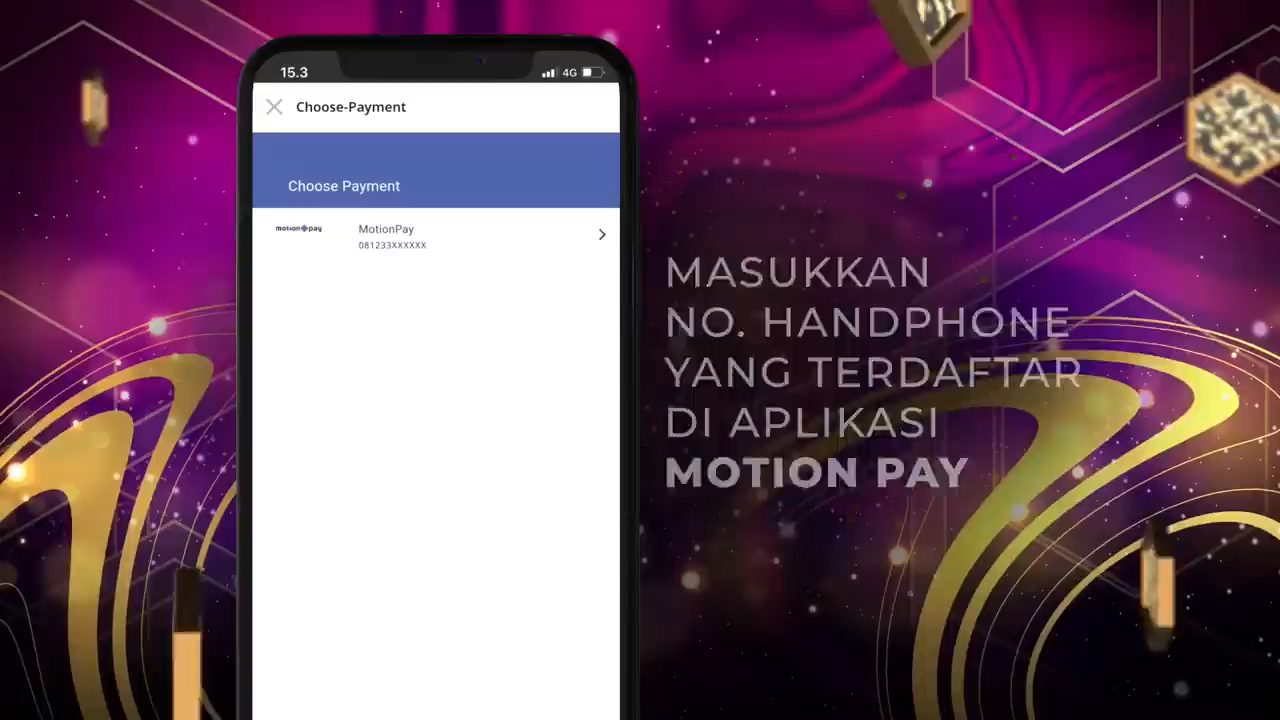 15.3
4G
Choose-Payment
Choose Payment
motion pay
MotionPay
081233XXXXXX
MASUKKAN
NO. HANDPHONE
YANG TERDAFTAR
DI APLIKASI
MOTION PAY